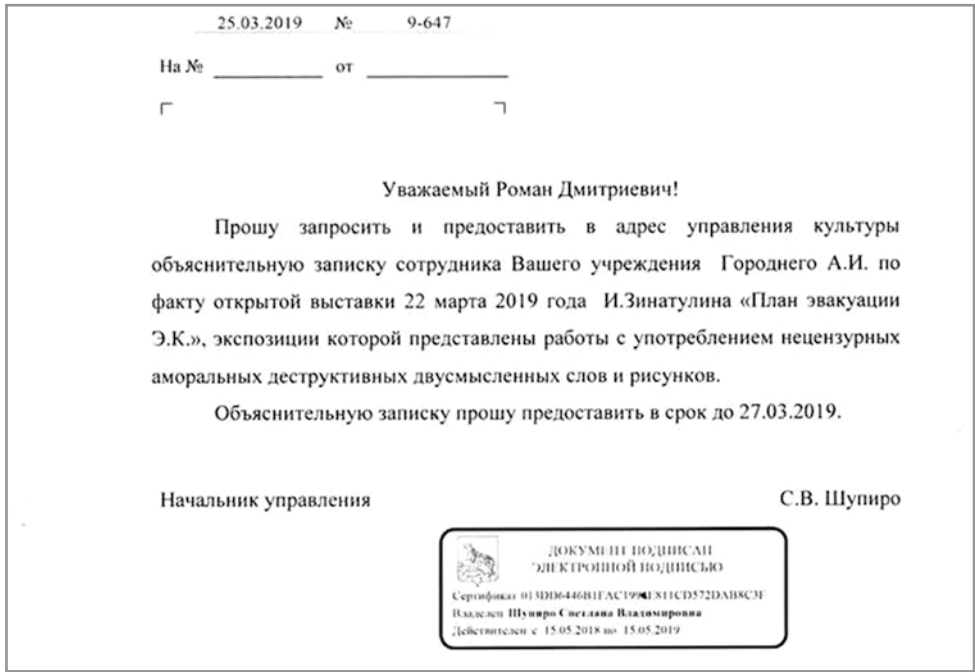 25.03.2019 № 9-647
На № от
Уважаемый Роман Дмитриевич!
Прошу запросить и предоставить в адрес управления культуры
объяснительную записку сотрудника Вашего учреждения Городнего А.И. по
факту открытой выставки 22 марта 2019 года И.Зинатулина «План эвакуации
Э.К.», экспозиции которой представлены работы с употреблением нецензурных
аморальных деструктивных двусмысленных слов и рисунков.
Объяснительную записку прошу предоставить в срок до 27.03.2019.
Начальник управления С.В. Шупиро
ДОКУМЕНТ ПОДПИСАН
ЭЛЕКТРОННОЙ ПОДПИСЬЮ
Сертификат
Владелец Шупиро Светлана Владимировна
Действителен с 15.05.2018 по 15.05.2019